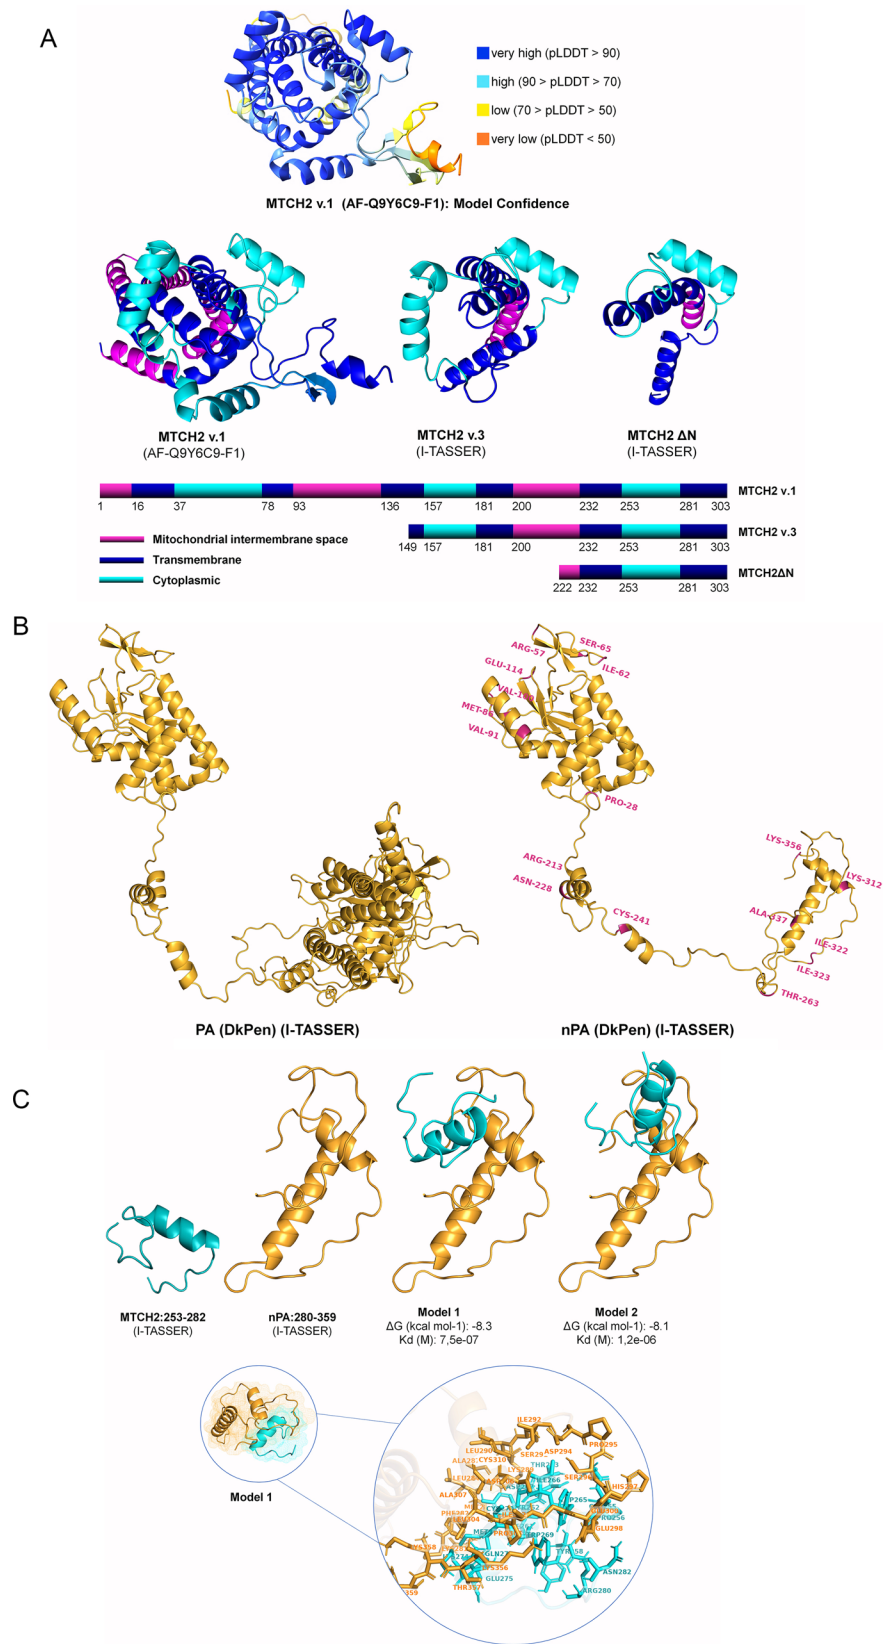 A
very high (pLDDT > 90)
high (90 > pLDDT > 70)
low (70 > pLDDT > 50)
very low (pLDDT < 50)
MTCH2 v.1 (AF-Q9Y6C9-F1): Model Confidence
MTCH2 v.1
(AF-Q9Y6C9-F1)
MTCH2 v.3
(I-TASSER)
MTCH2 ΔN
(I-TASSER)
MTCH2 v.1
1 16 37 78 93 136 157 181 200 232 253 281 303
MTCH2 v.3
149 157 181 200 232 253 281 303
MTCH2ΔN
222 232 253 281 303
Mitochondrial intermembrane space
Transmembrane
Cytoplasmic
B
SER-65
ARG-57
ILE-62
GLU-114
MET-86
VAL-91
PRO-28
ARG-213
ASN-228
CYS-241
LYS-356
LYS-312
ALA-337
ILE-322
ILE-323
THR-263
PA (DkPen) (I-TASSER)
nPA (DkPen) (I-TASSER)
C
MTCH2:253-282
(I-TASSER)
nPA:280-359
(I-TASSER)
Model 1
ΔG (kcal mol-1): -8.3
Kd (M): 7,5e-07
Model 2
ΔG (kcal mol-1): -8.1
Kd (M): 1,2e-06
Model 1
ILE292
PRO295
ASP294
CYS310
ALA307
GLU298
PRO256
TRP269
ASN282
ARG280
GLU275